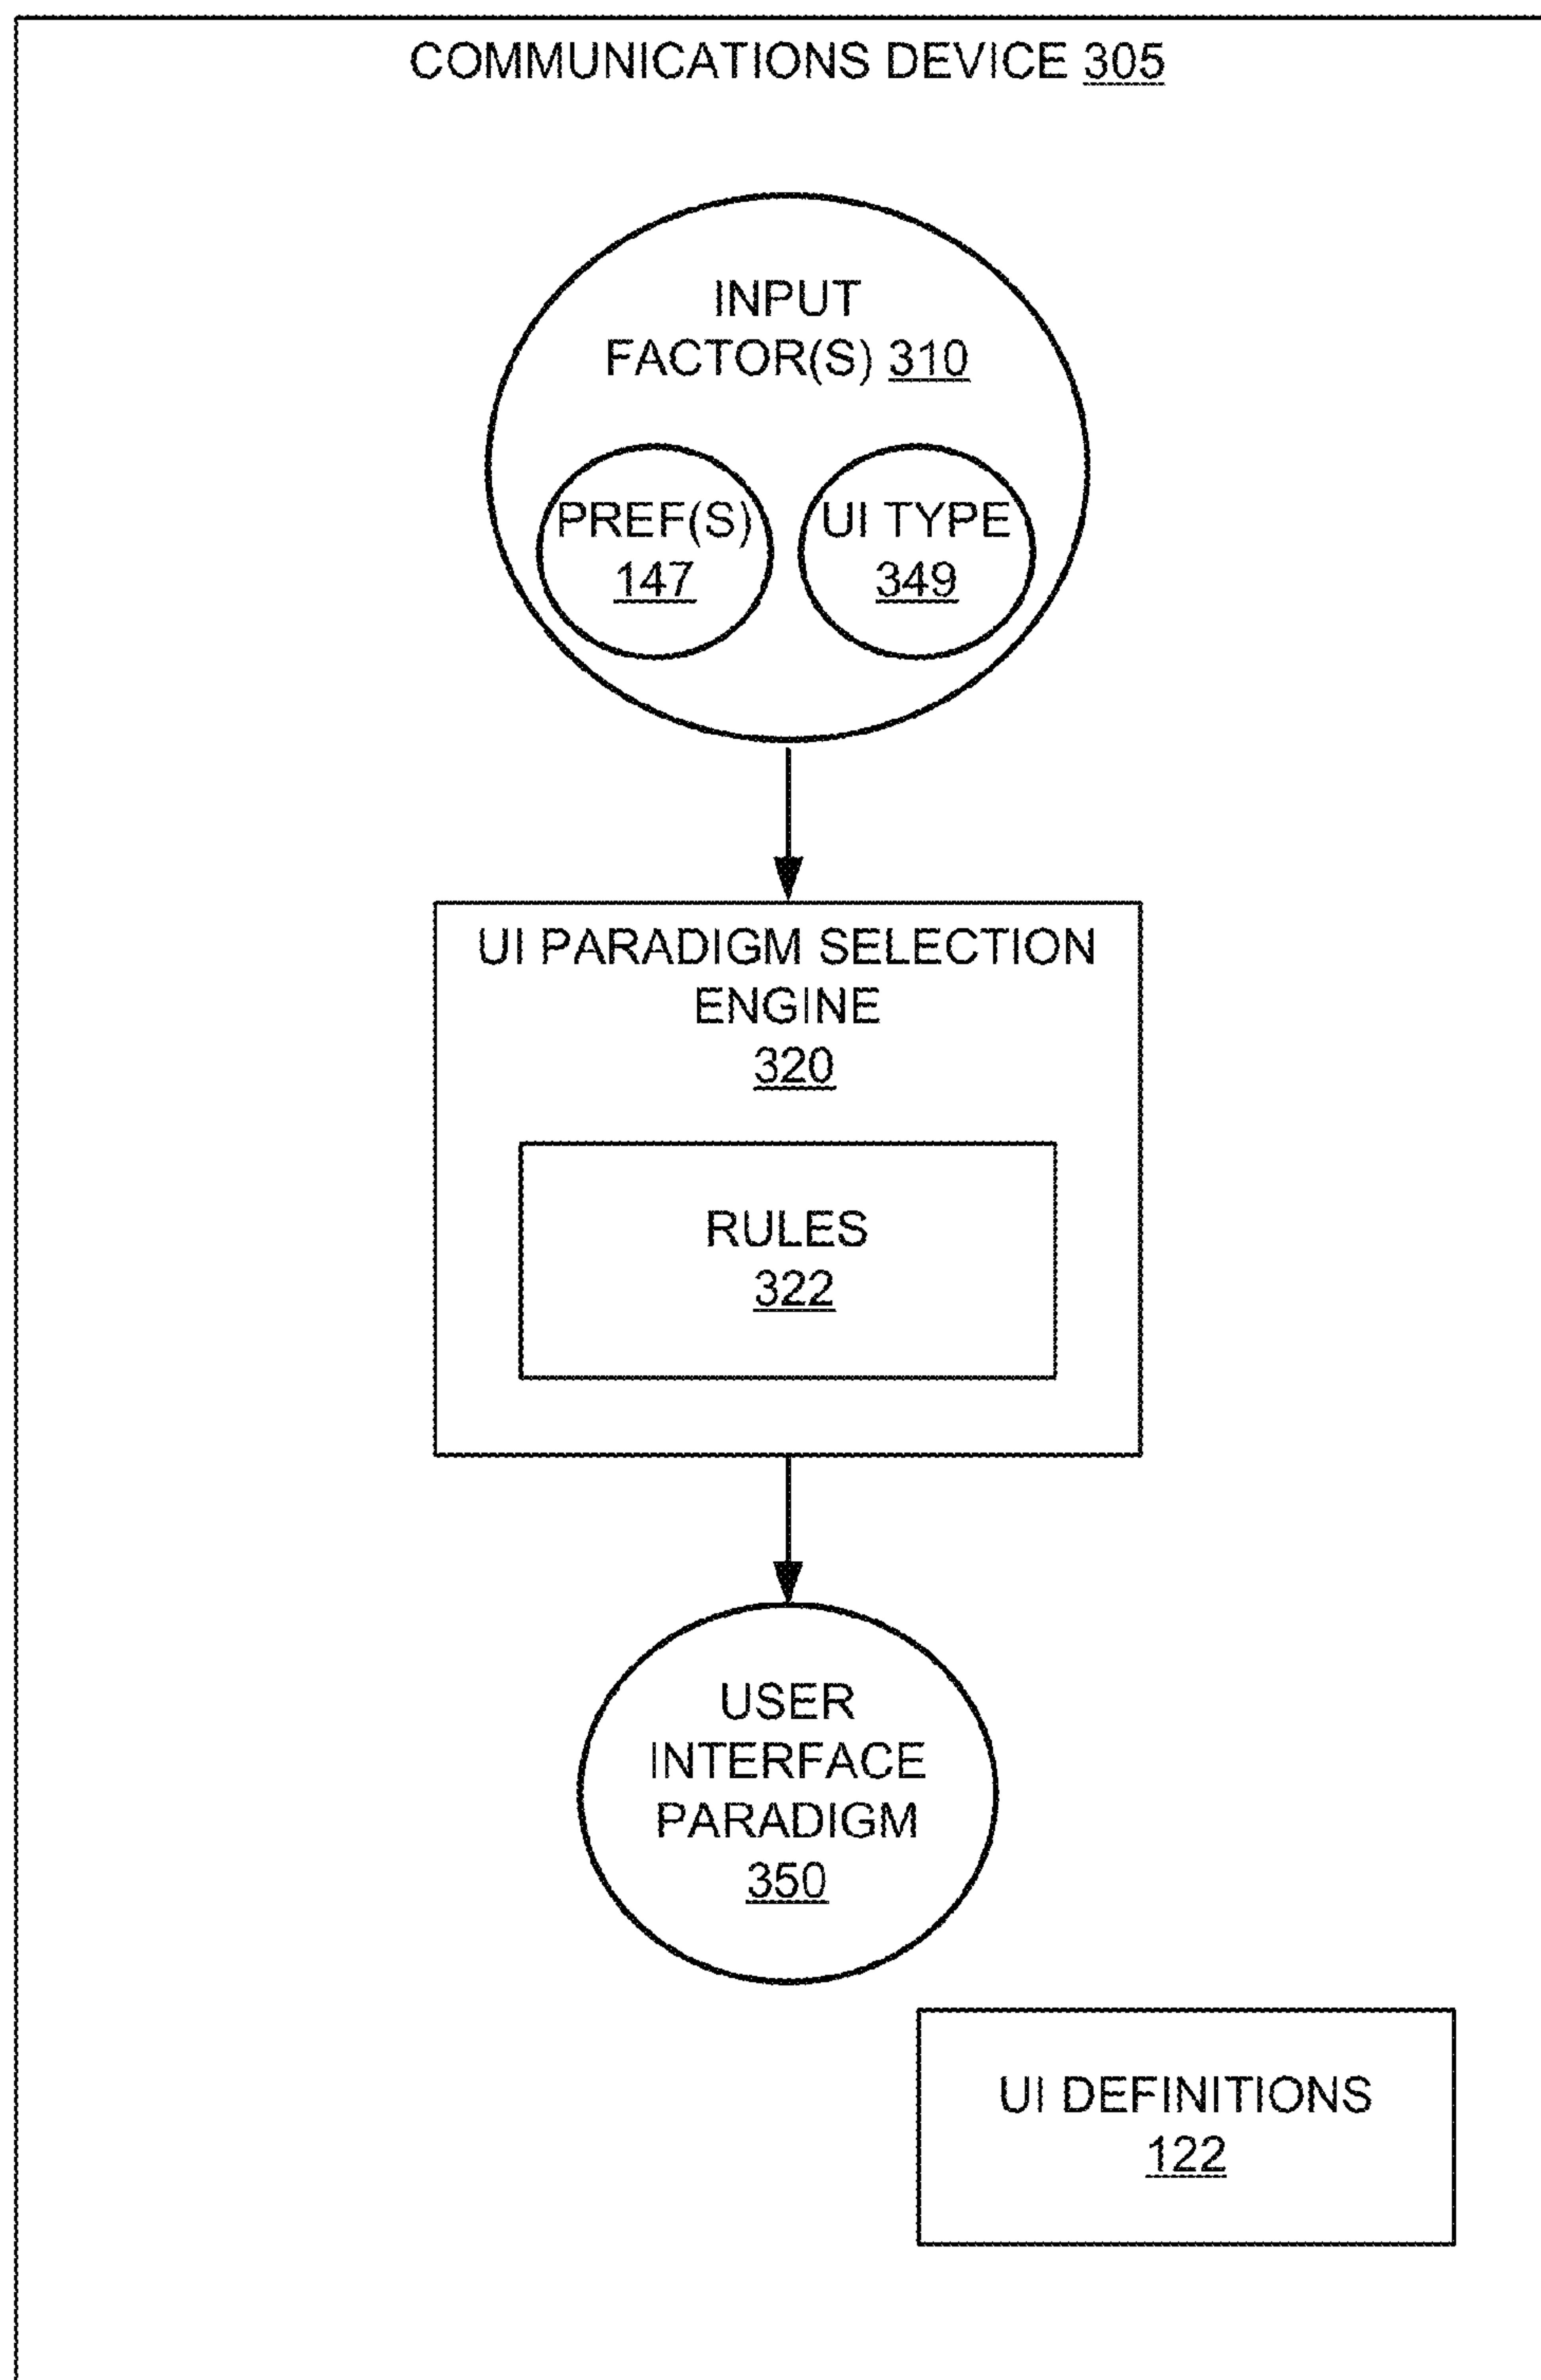 COMMUNICATIONS DEVICE 305
INPUT
FACTOR(S) 310
PREF(S) UI TYPE
147 349
UI PARADIGM SELECTION
ENGINE
320
RULES
322
USER
INTERFACE
PARADIGM
350
UI DEFINITIONS
122